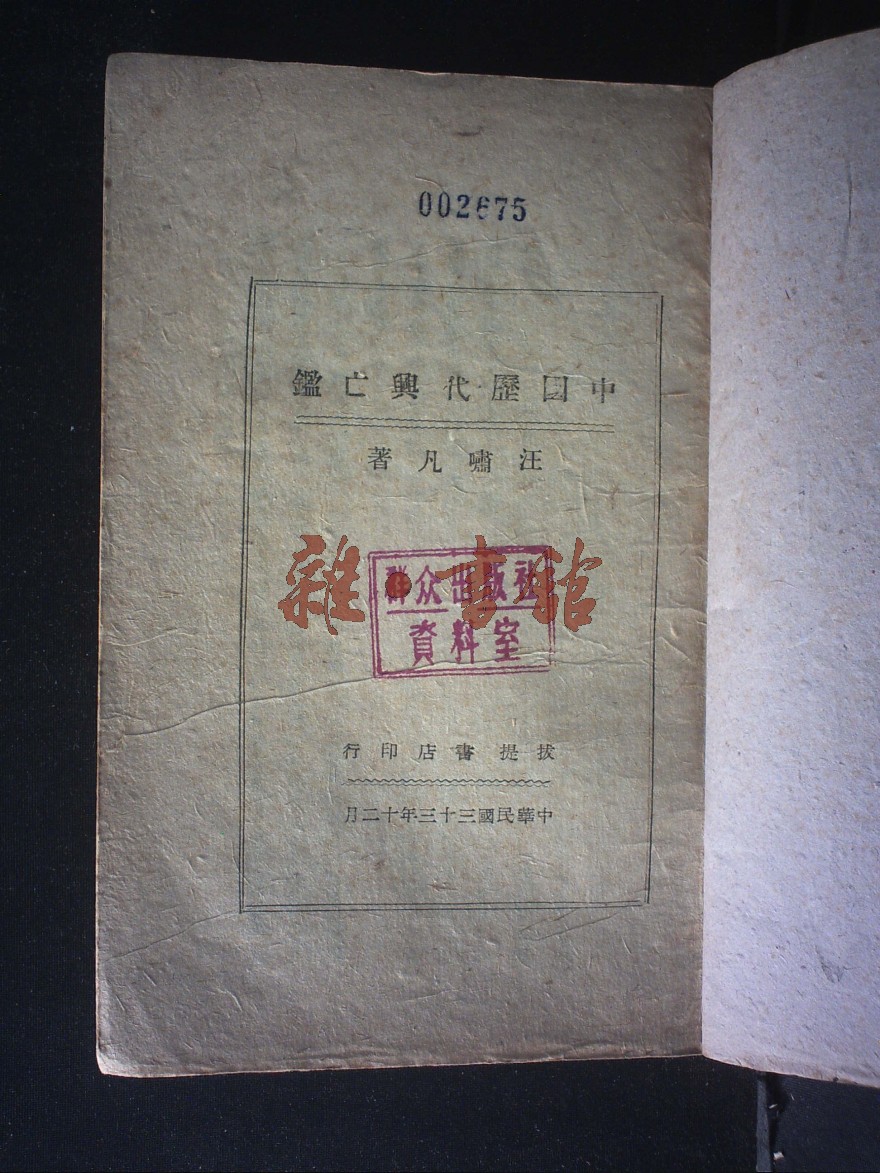 002675
中國歷代興亡鑑
汪嘯凡著
雜·書館
群众出版社
資料室
拔提書店印行
中華民國三十三年十二月